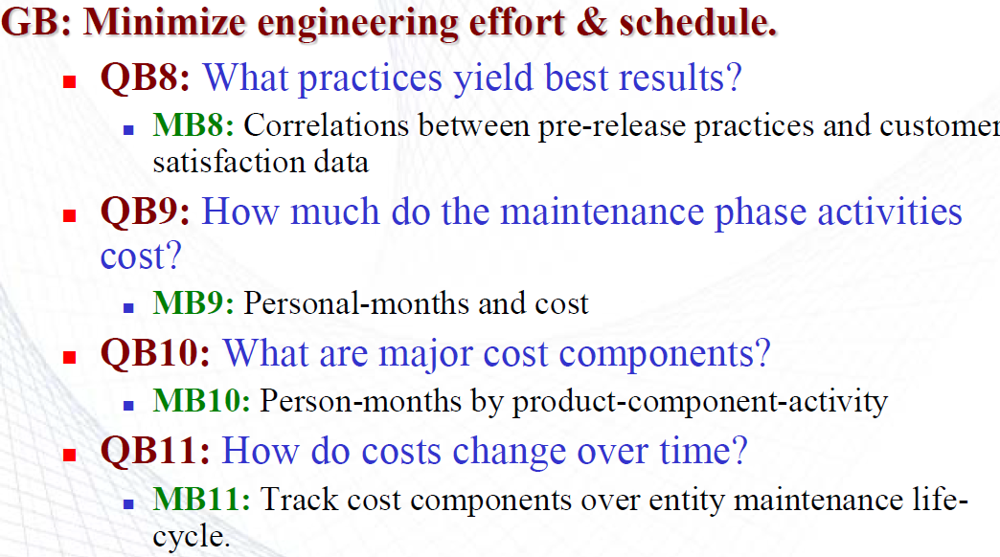 GB: Minimize engineering effort & schedule.
QB8: What practices yield best results?
MB8: Correlations between pre-release practices and customer
satisfaction data
QB9: How much do the maintenance phase activities
cost?
MB9: Personal-months and cost
QB10: What are major cost components?
MB10: Person-months by product-component-activity
QB11: How do costs change over time?
MB11: Track cost components over entity maintenance life-
cycle.